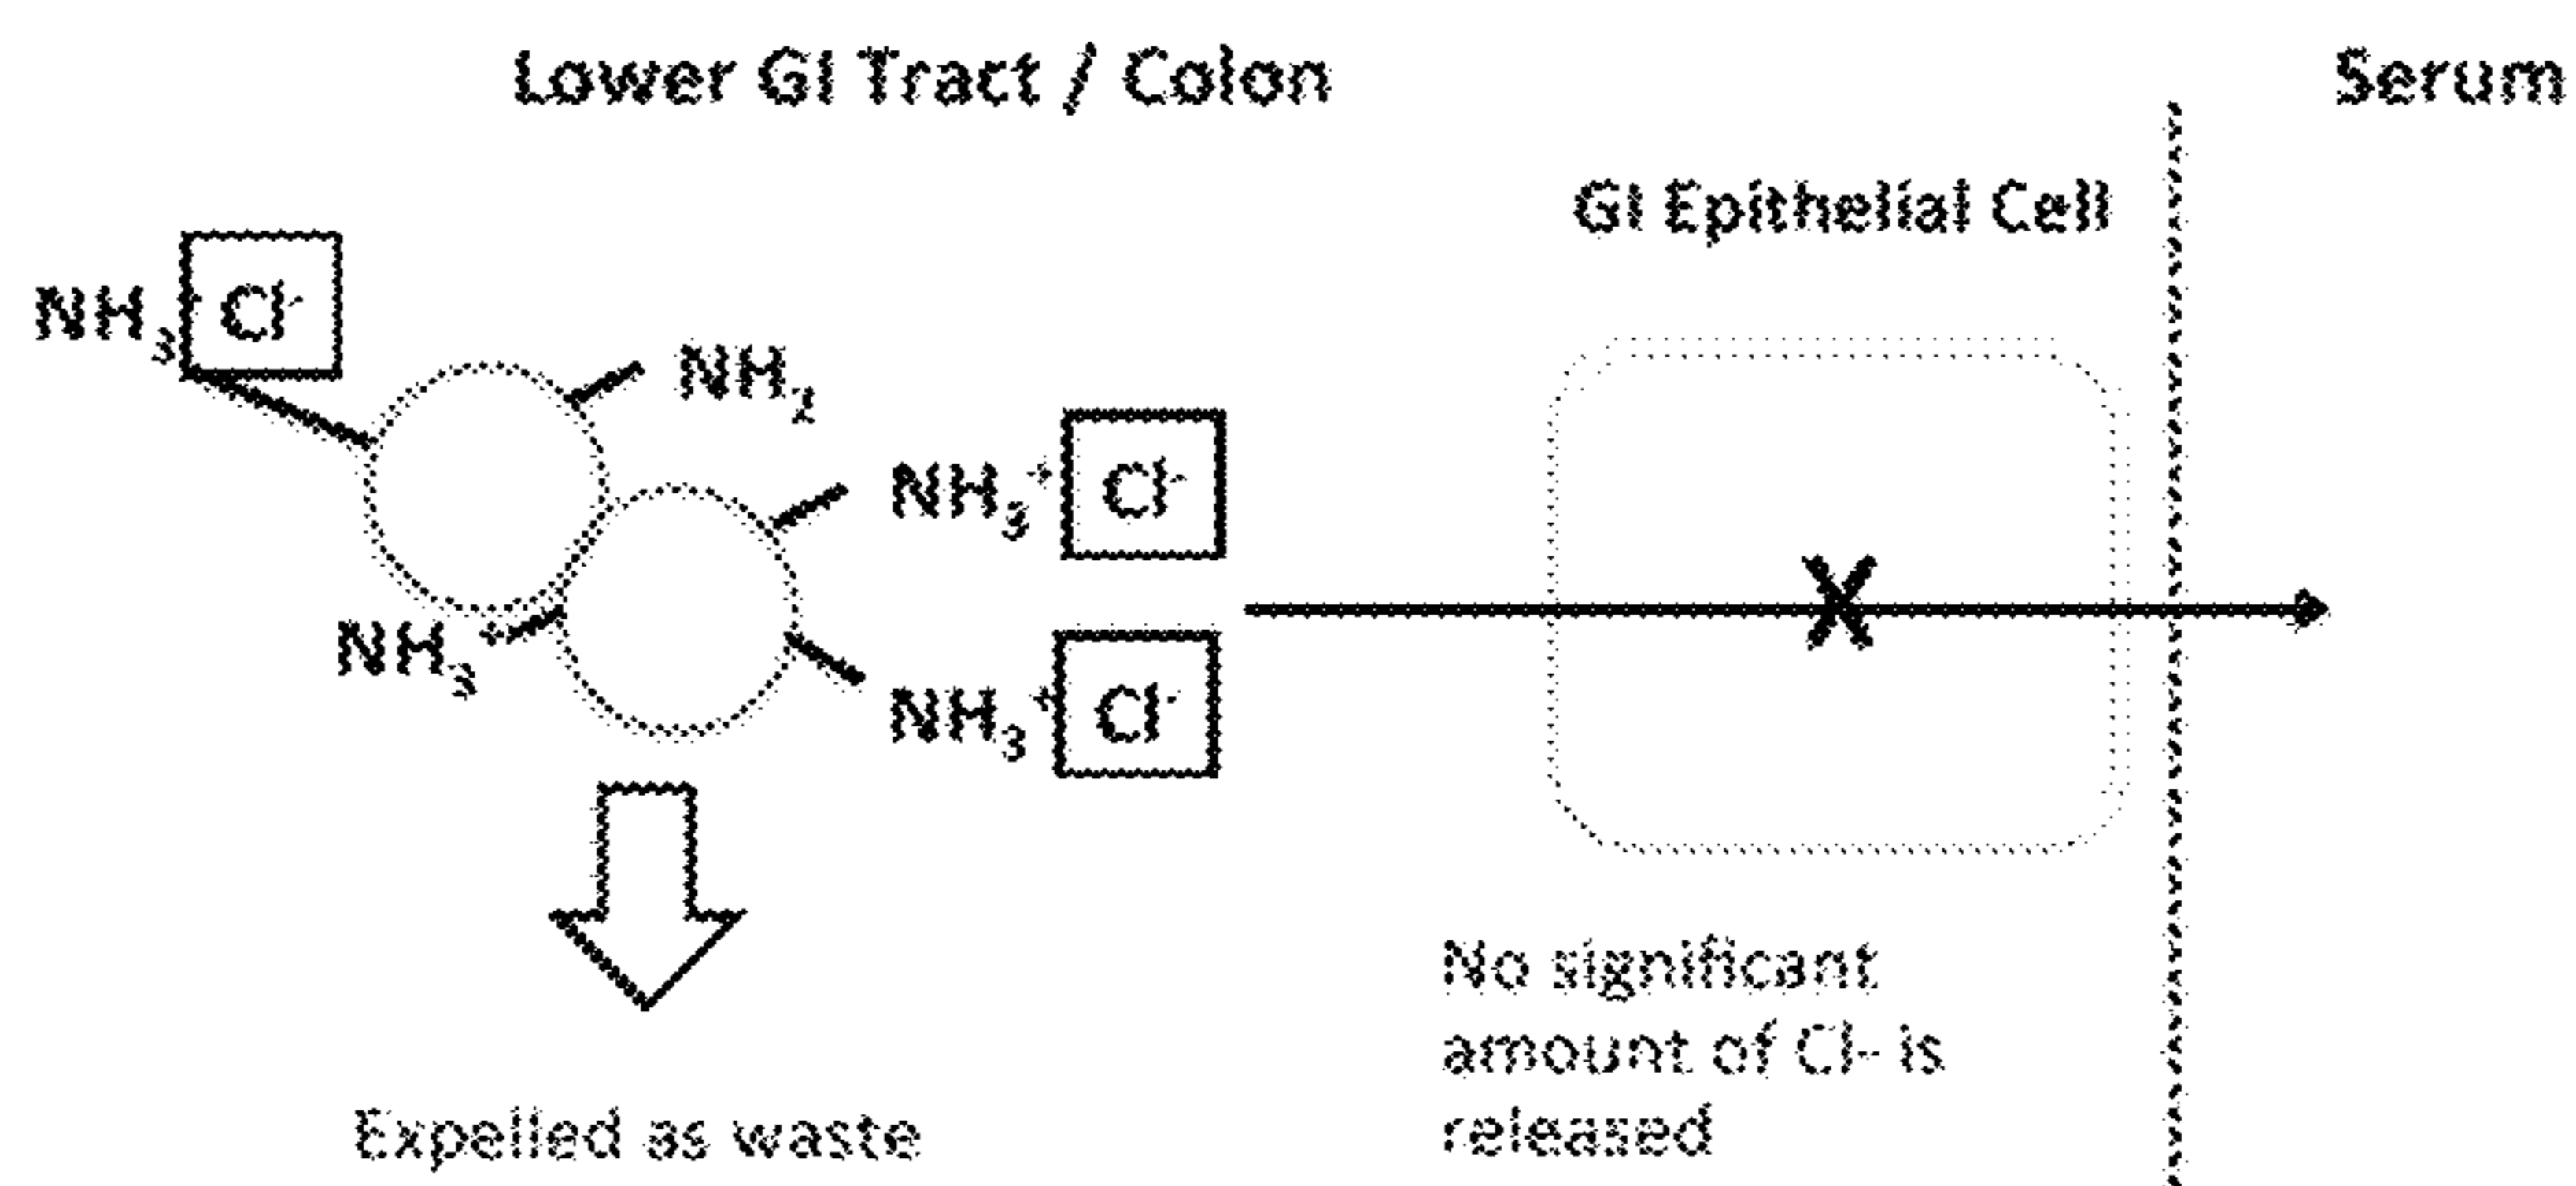 Lower GI Tract / Colon
Serum
GI Epithelial Cell
NH₃ Cl⁻
NH₂
NH₃⁺ Cl⁻
X
NH₃⁺
NH₃⁺ Cl⁻
No significant
amount of Cl- is
released
Expelled as waste